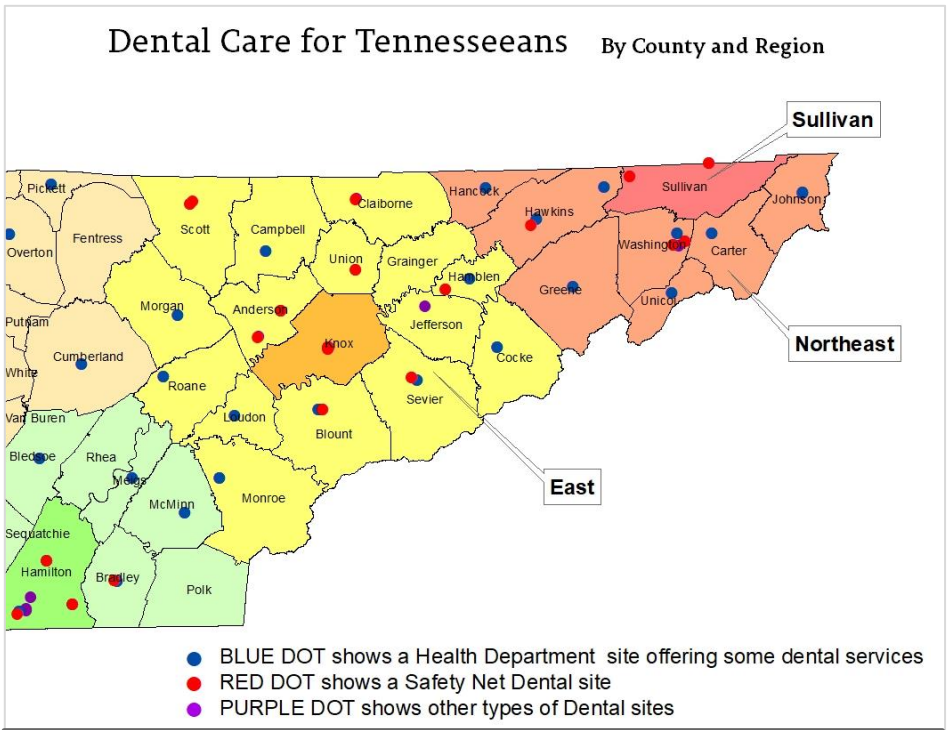 Dental Care for Tennesseeans By County and Region
Sullivan
Pickett
Hancock
Sullivan
Scott
Claiborne
Hawkins
Johnson
Overton
Fentress
Campbell
Union
Grainger
Washington
Carter
Hamblen
Greene
Unicoi
Morgan
Anderson
Putnam
Jefferson
Knox
Northeast
Cumberland
Cocke
White
Roane
Sevier
Van Buren
Loudon
Blount
Bledsoe
Rhea
Meigs
East
McMinn
Monroe
Sequatchie
Hamilton
Bradley
Polk
BLUE DOT shows a Health Department site offering some dental services
RED DOT shows a Safety Net Dental site
PURPLE DOT shows other types of Dental sites